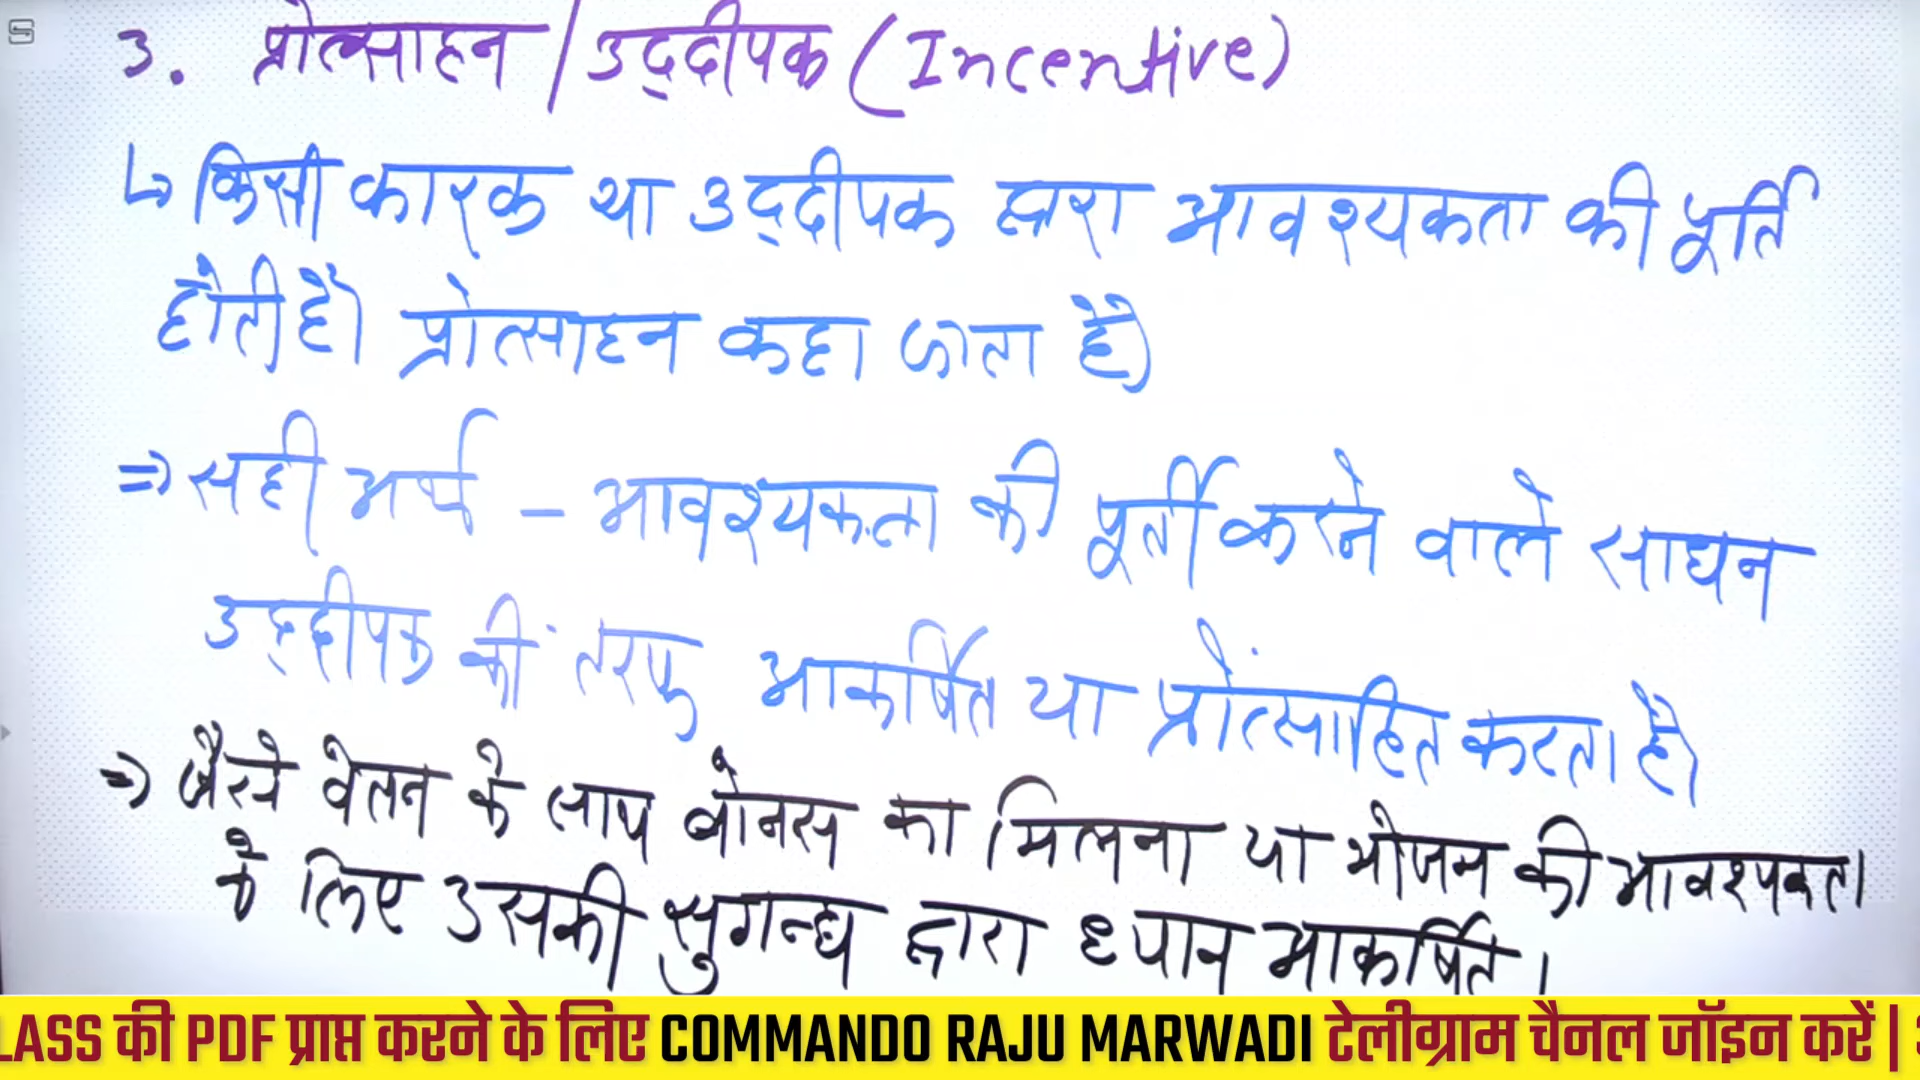 3. प्रोत्साहन / उद्दीपक (Incentive)
↳ किसी कारक या उद्दीपक द्वारा आवश्यकता की पूर्ति
होती है। प्रोत्साहन कहा जाता है।
⇒ सही अर्थ – आवश्यकता की पूर्ती करने वाले साधन
उद्दीपक कीं तरफ आकर्षित या प्रोंत्साहित करता है।
⇒ जैसे वेतन के साथ बोनस का मिलना या भोजन की आवश्यकता
के लिए उसकी सुगन्ध द्वारा ध्यान आकर्षित।
LASS की PDF प्राप्त करने के लिए COMMANDO RAJU MARWADI टेलीग्राम चैनल जॉइन करें |